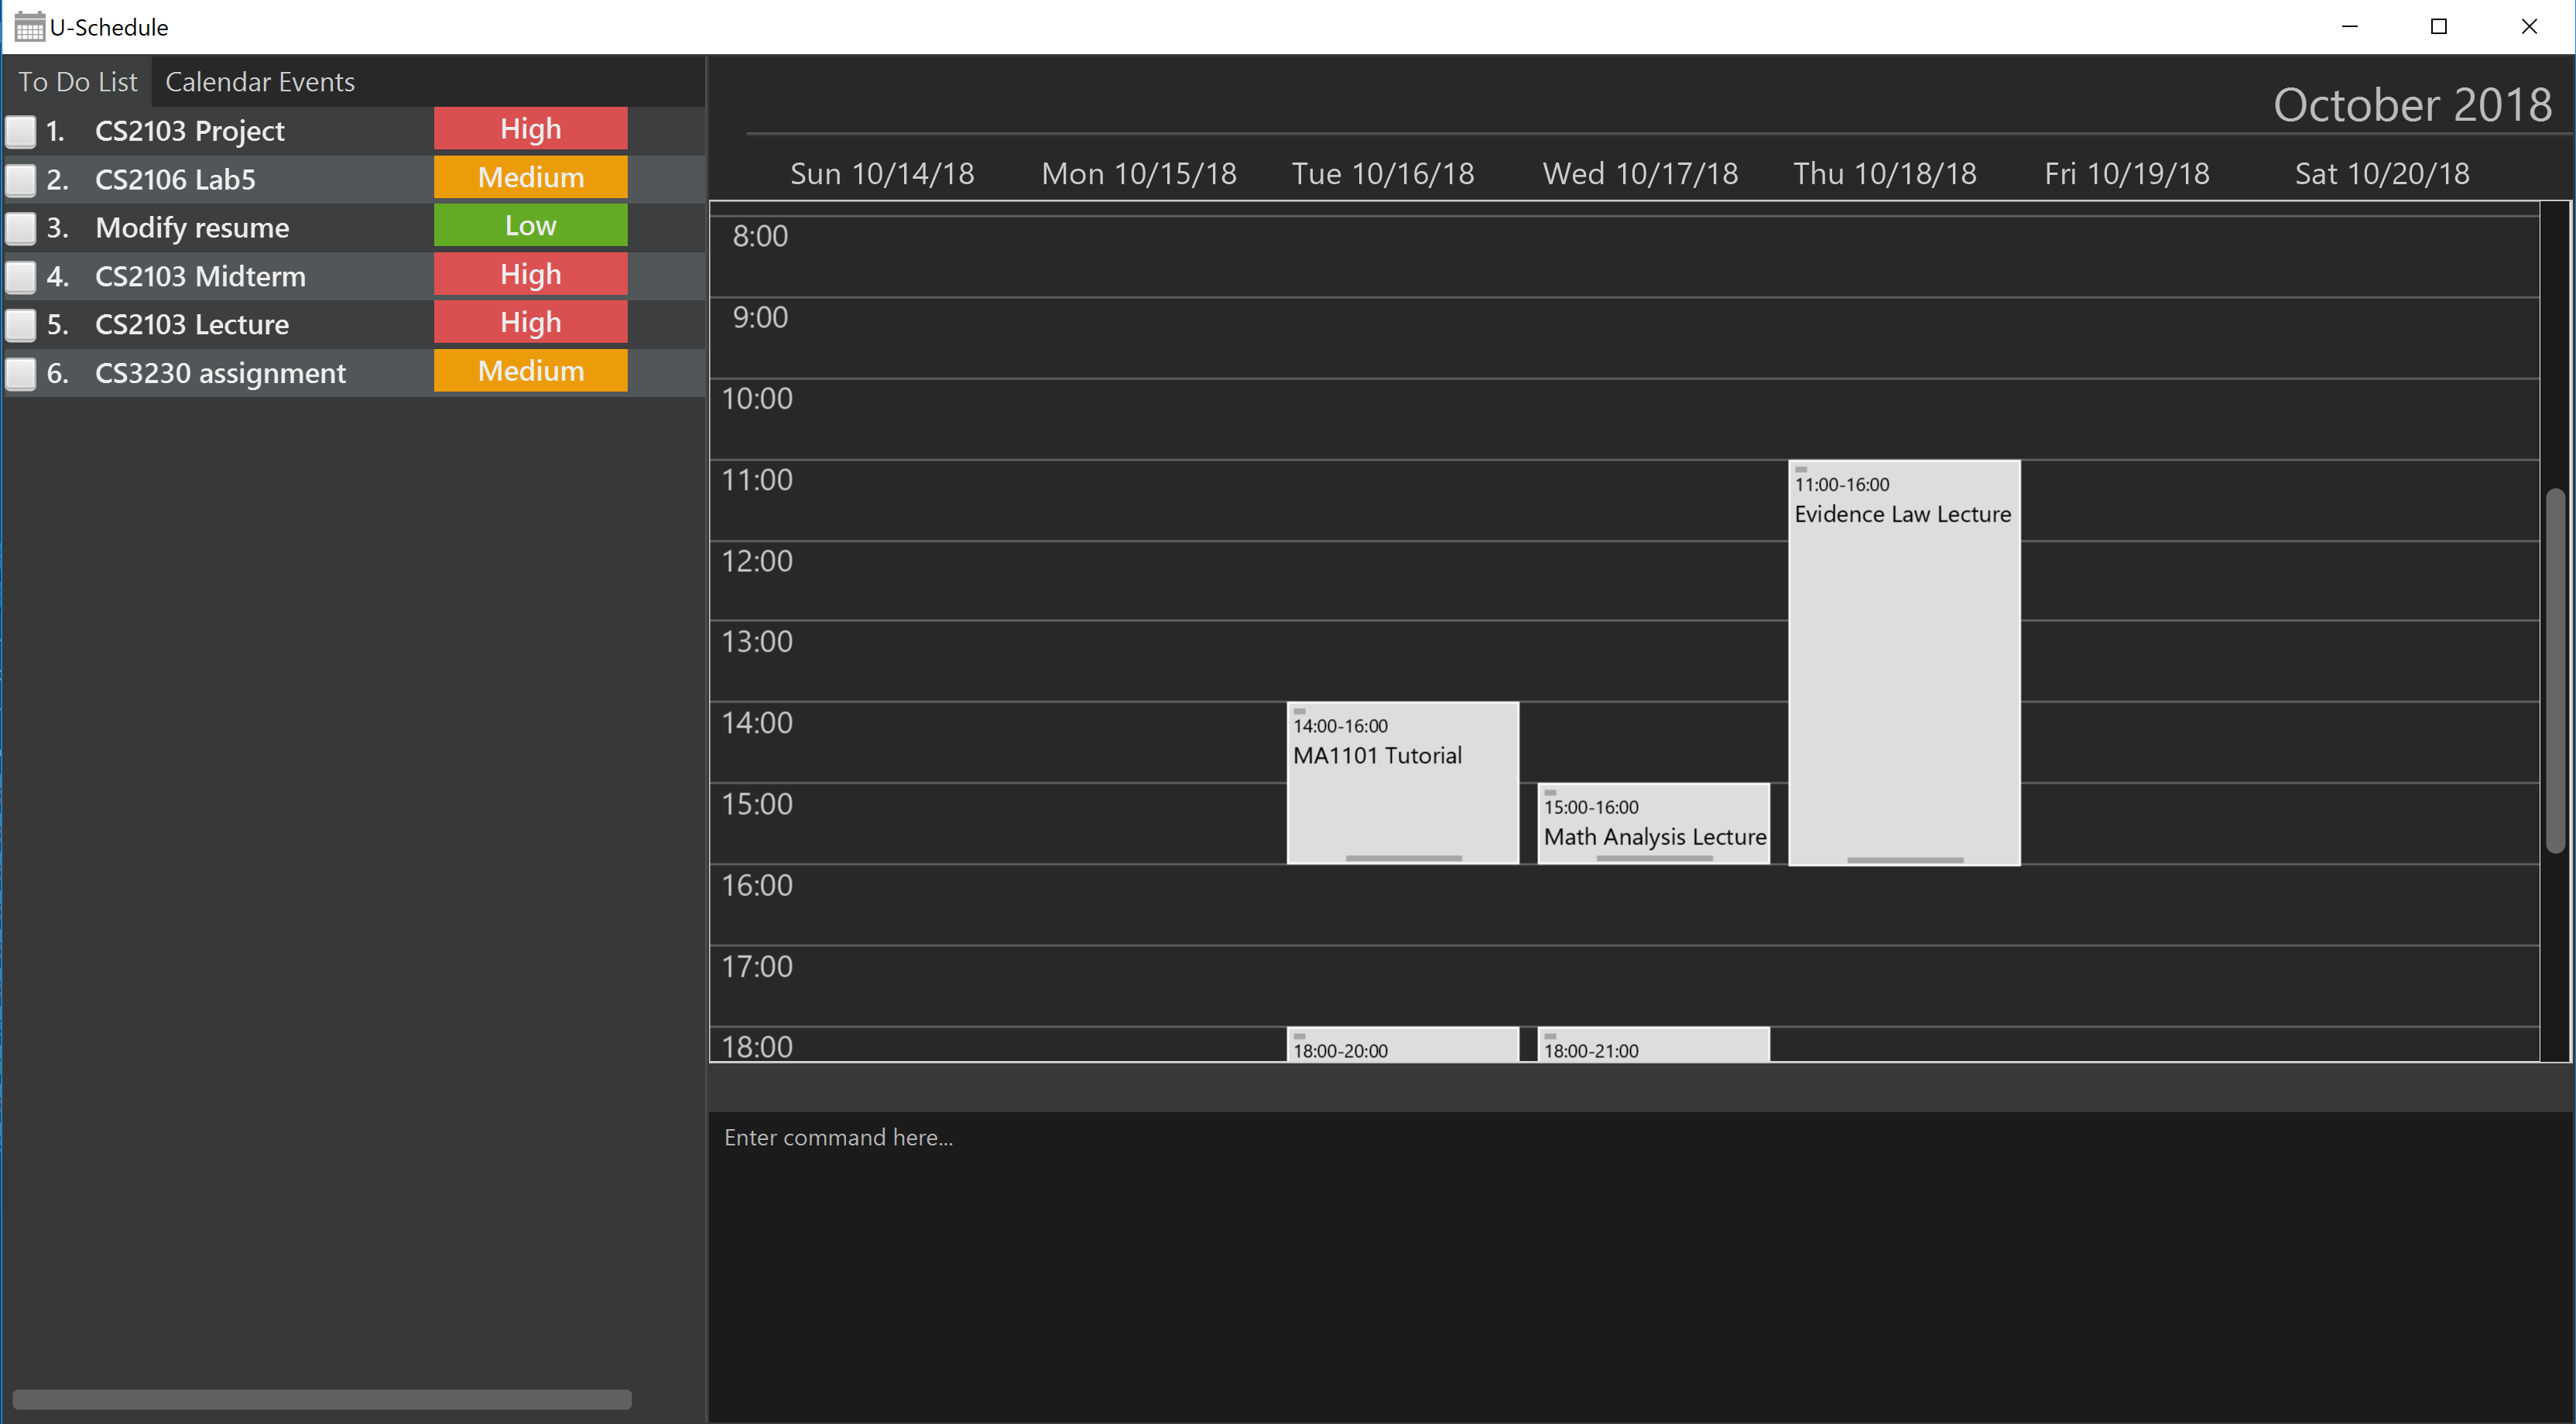 U-Schedule
To Do List Calendar Events
1. CS2103 Project High
2. CS2106 Lab5 Medium
3. Modify resume Low
4. CS2103 Midterm High
5. CS2103 Lecture High
6. CS3230 assignment Medium
October 2018
Sun 10/14/18 Mon 10/15/18 Tue 10/16/18 Wed 10/17/18 Thu 10/18/18 Fri 10/19/18 Sat 10/20/18
8:00
9:00
10:00
11:00
11:00-16:00
Evidence Law Lecture
12:00
13:00
14:00
14:00-16:00
MA1101 Tutorial
15:00
15:00-16:00
Math Analysis Lecture
16:00
17:00
18:00
18:00-20:00
18:00-21:00
Enter command here...